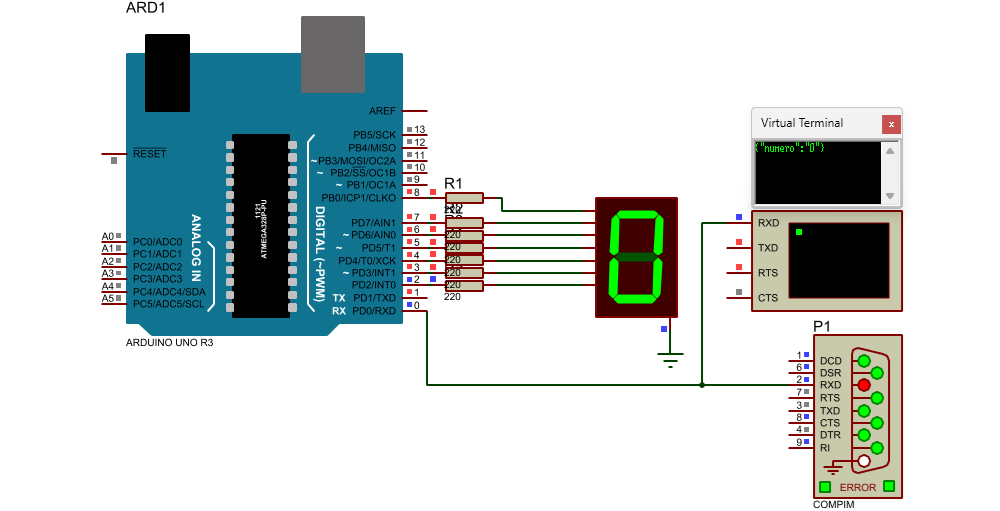 ARD1
AREF
RESET
PB5/SCK 13
PB4/MISO 12
~PB3/MOSI/OC2A 11
~ PB2/SS/OC1B 10
~ PB1/OC1A 9
PB0/ICP1/CLKO 8
PD7/AIN1 7
~ PD6/AIN0 6
~ PD5/T1 5
PD4/T0/XCK 4
~ PD3/INT1 3
PD2/INT0 2
TX PD1/TXD 1
RX PD0/RXD 0
1121
ATMEGA328P-PU
DIGITAL (~PWM)
ANALOG IN
A0 PC0/ADC0
A1 PC1/ADC1
A2 PC2/ADC2
A3 PC3/ADC3
A4 PC4/ADC4/SDA
A5 PC5/ADC5/SCL
ARDUINO UNO R3
R1
220
220
220
220
220
220
Virtual Terminal
x
{"numero":"0"}
RXD
TXD
RTS
CTS
P1
1 DCD
6 DSR
2 RXD
7 RTS
3 TXD
8 CTS
4 DTR
9 RI
ERROR
COMPIM